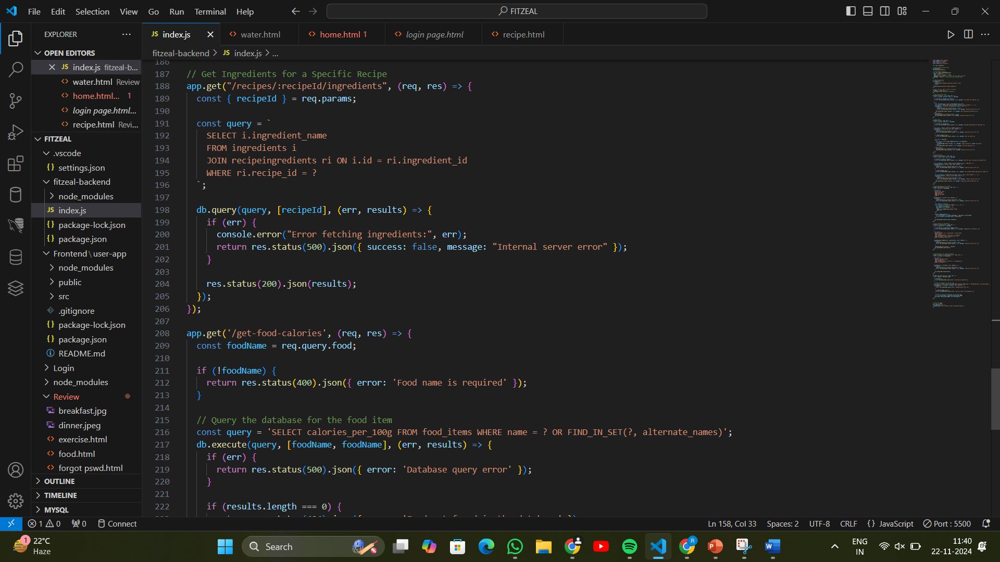 File Edit Selection View Go Run Terminal Help
FITZEAL
EXPLORER
OPEN EDITORS
JS index.js fitzeal-b...
water.html Review
home.html... 1
login page.html...
recipe.html Revi...
FITZEAL
.vscode
{} settings.json
fitzeal-backend
node_modules
JS index.js
{} package-lock.json
{} package.json
Frontend\user-app
node_modules
public
src
.gitignore
{} package-lock.json
{} package.json
README.md
Login
node_modules
Review
breakfast.jpg
dinner.jpeg
exercise.html
food.html
forgot pswd.html
OUTLINE
TIMELINE
MYSQL
JS index.js
water.html
home.html 1
login page.html
recipe.html
fitzeal-backend > JS index.js > ...
186
187 // Get Ingredients for a Specific Recipe
188 app.get("/recipes/:recipeId/ingredients", (req, res) => {
189 const { recipeId } = req.params;
190
191 const query = `
192 SELECT i.ingredient_name
193 FROM ingredients i
194 JOIN recipeingredients ri ON i.id = ri.ingredient_id
195 WHERE ri.recipe_id = ?
196 `;
197
198 db.query(query, [recipeId], (err, results) => {
199 if (err) {
200 console.error("Error fetching ingredients:", err);
201 return res.status(500).json({ success: false, message: "Internal server error" });
202 }
203
204 res.status(200).json(results);
205 });
206 });
207
208 app.get('/get-food-calories', (req, res) => {
209 const foodName = req.query.food;
210
211 if (!foodName) {
212 return res.status(400).json({ error: 'Food name is required' });
213 }
214
215 // Query the database for the food item
216 const query = 'SELECT calories_per_100g FROM food_items WHERE name = ? OR FIND_IN_SET(?, alternate_names)';
217 db.execute(query, [foodName, foodName], (err, results) => {
218 if (err) {
219 return res.status(500).json({ error: 'Database query error' });
220 }
221
222 if (results.length === 0) {
1 0 0 Connect
Ln 158, Col 33 Spaces: 2 UTF-8 CRLF {} JavaScript Port : 5500
1
22°C
Haze
Search
R
ENG
IN
11:40
22-11-2024